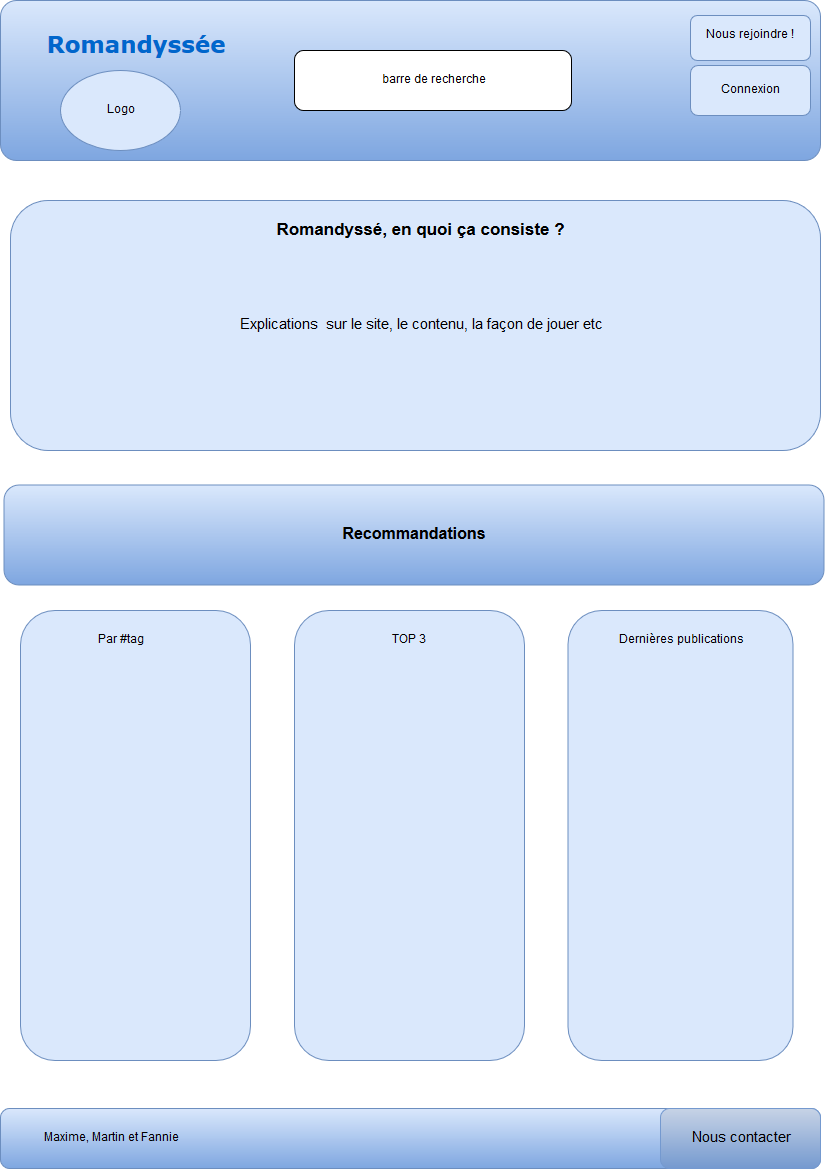 Romandyssée
Logo
barre de recherche
Nous rejoindre !
Connexion
Romandyssé, en quoi ça consiste ?
Explications  sur le site, le contenu, la façon de jouer etc
Recommandations
Par #tag
TOP 3
Dernières publications
Maxime, Martin et Fannie
Nous contacter